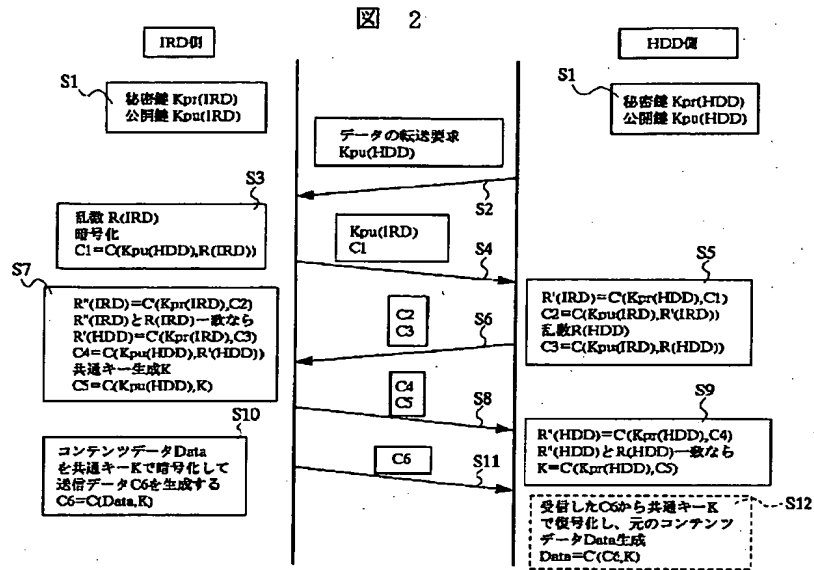 図 2
IRD側
HDD側
S1
秘密鍵 Kpr(IRD)
公開鍵 Kpu(IRD)
S1
秘密鍵 Kpr(HDD)
公開鍵 Kpu(HDD)
データの転送要求
Kpu(HDD)
S2
S3
乱数 R(IRD)
暗号化
C1=C(Kpu(HDD),R(IRD))
Kpu(IRD)
C1
S4
S5
R'(IRD)=C'(Kpr(HDD),C1)
C2=C(Kpu(IRD),R'(IRD))
乱数R(HDD)
C3=C(Kpu(IRD),R(HDD))
C2
C3
S6
S7
R"(IRD)=C'(Kpr(IRD),C2)
R"(IRD)とR(IRD)一致なら
R'(HDD)=C'(Kpr(IRD),C3)
C4=C(Kpu(HDD),R'(HDD))
共通キー生成K
C5=C(Kpu(HDD),K)
C4
C5
S8
S9
R"(HDD)=C'(Kpr(HDD),C4)
R"(HDD)とR(HDD)一致なら
K=C'(Kpr(HDD),C5)
S10
コンテンツデータData
を共通キーKで暗号化して
送信データC6を生成する
C6=C(Data,K)
C6
S11
S12
受信したC6から共通キーK
で復号化し、元のコンテンツ
データData生成
Data=C'(C6,K)